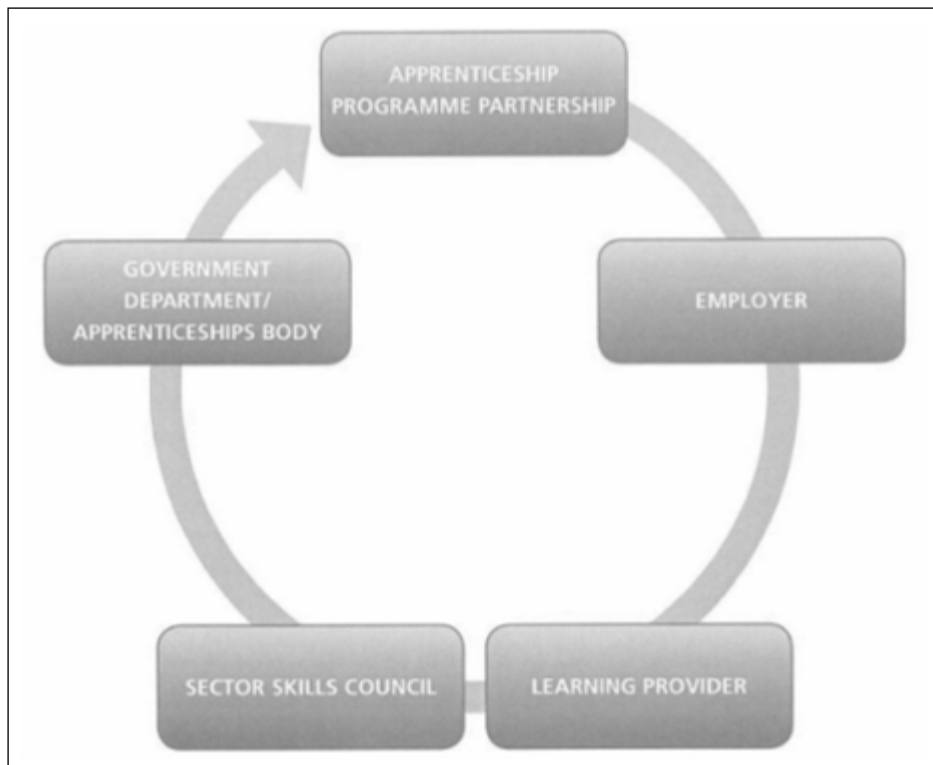 APPRENTICESHIP
PROGRAMME PARTNERSHIP
EMPLOYER
LEARNING PROVIDER
SECTOR SKILLS COUNCIL
GOVERNMENT
DEPARTMENT/
APPRENTICESHIPS BODY